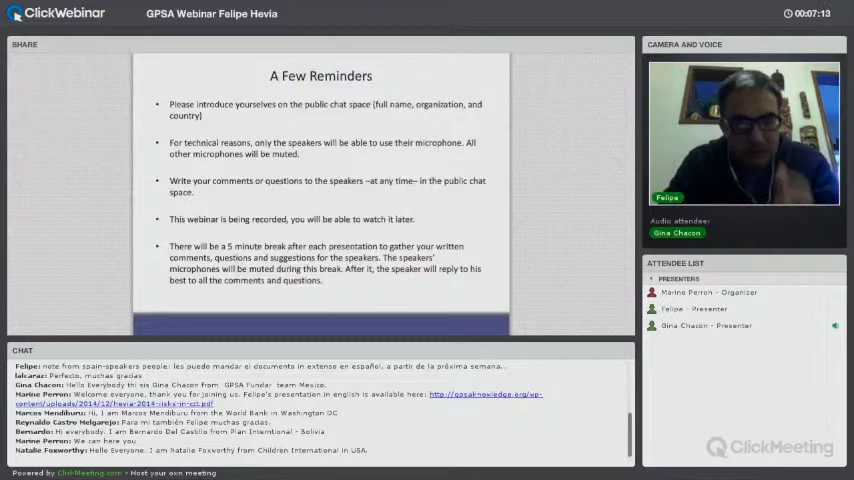 ClickWebinar
GPSA Webinar Felipe Hevia
00:07:13
SHARE
A Few Reminders
• Please introduce yourselves on the public chat space (full name, organization, and
country)
• For technical reasons, only the speakers will be able to use their microphone. All
other microphones will be muted.
• Write your comments or questions to the speakers –at any time– in the public chat
space.
• This webinar is being recorded, you will be able to watch it later.
• There will be a 5 minute break after each presentation to gather your written
comments, questions and suggestions for the speakers. The speakers'
microphones will be muted during this break. After it, the speaker will reply to his
best to all the comments and questions.
CAMERA AND VOICE
Felipe
Audio attendee:
Gina Chacon
ATTENDEE LIST
PRESENTERS
Marine Perron - Organizer
Felipe - Presenter
Gina Chacon - Presenter
CHAT
Felipe: note from spain-speakers people: les puedo mandar el documento in extenso en español, a partir de la próxima semana...
lalcaraz: Perfecto, muchas gracias
Gina Chacon: Hello Everybody thi sis Gina Chacon from GPSA Fundar team Mexico.
Marine Perron: Welcome everyone, thank you for joining us. Felipe's presentation in english is available here: http://gpsaknowledge.org/wp-
content/uploads/2014/12/hevia-2014-risks-in-cct.pdf
Marcos Mendiburu: Hi, I am Marcos Mendiburu from the World Bank in Washington DC
Reynaldo Castro Melgarejo: Para mi también Felipe muchas gracias.
Bernardo: Hi everybody. I am Bernardo Del Castillo from Plan Interntional - Bolivia
Marine Perron: We can here you
Natalie Foxworthy: Hello Everyone. I am Natalie Foxworthy from Children International in USA.
ClickMeeting
Powered by ClickMeeting.com • Host your own meeting